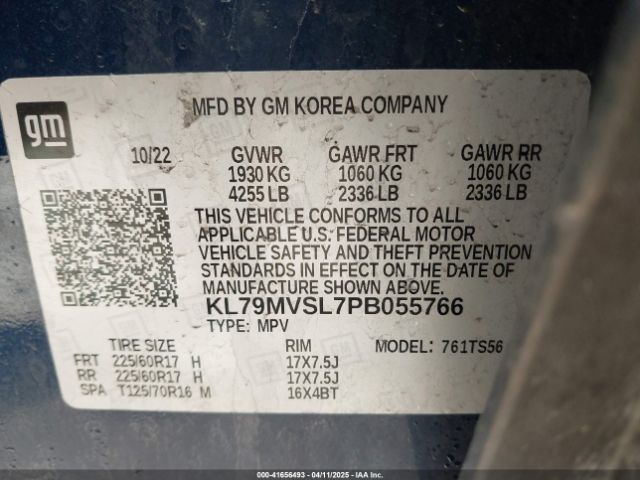 MFD BY GM KOREA COMPANY
gm
10/22 GVWR GAWR FRT GAWR RR
1930 KG 1060 KG 1060 KG
4255 LB 2336 LB 2336 LB
THIS VEHICLE CONFORMS TO ALL
APPLICABLE U.S. FEDERAL MOTOR
VEHICLE SAFETY AND THEFT PREVENTION
STANDARDS IN EFFECT ON THE DATE OF
MANUFACTURE SHOWN ABOVE.
KL79MVSL7PB055766
TYPE: MPV
TIRE SIZE RIM MODEL: 761TS56
FRT 225/60R17 H 17X7.5J
RR 225/60R17 H 17X7.5J
SPA T125/70R16 M 16X4BT
000-41656493 - 04/11/2025 - IAA Inc.